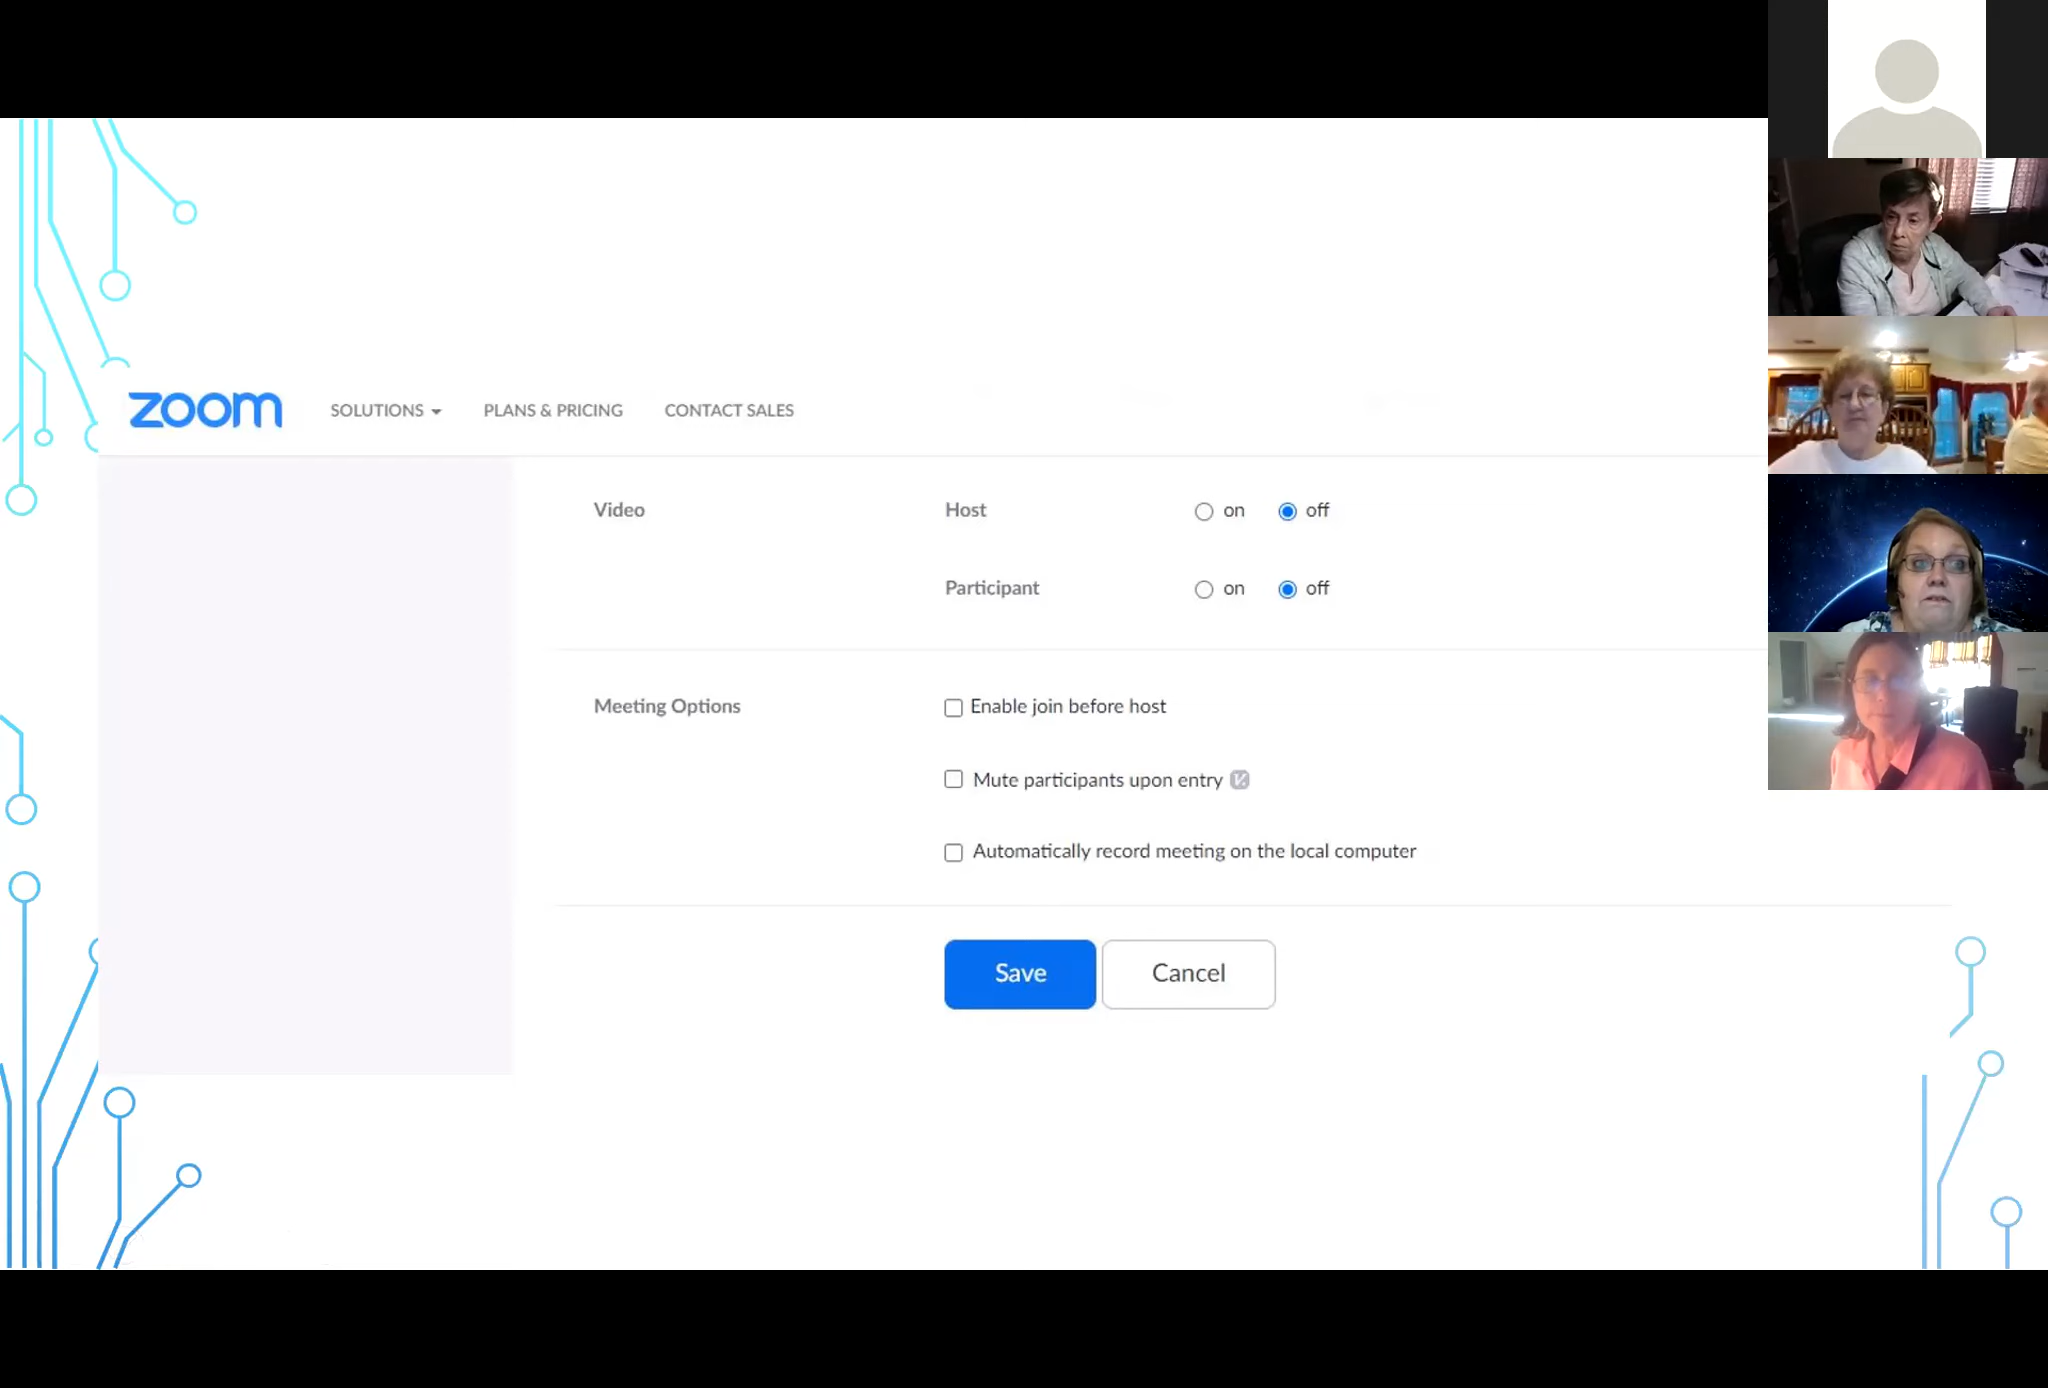 zoom SOLUTIONS PLANS & PRICING CONTACT SALES
Video Host on off
Participant on off
Meeting Options Enable join before host
Mute participants upon entry
Automatically record meeting on the local computer
Save Cancel